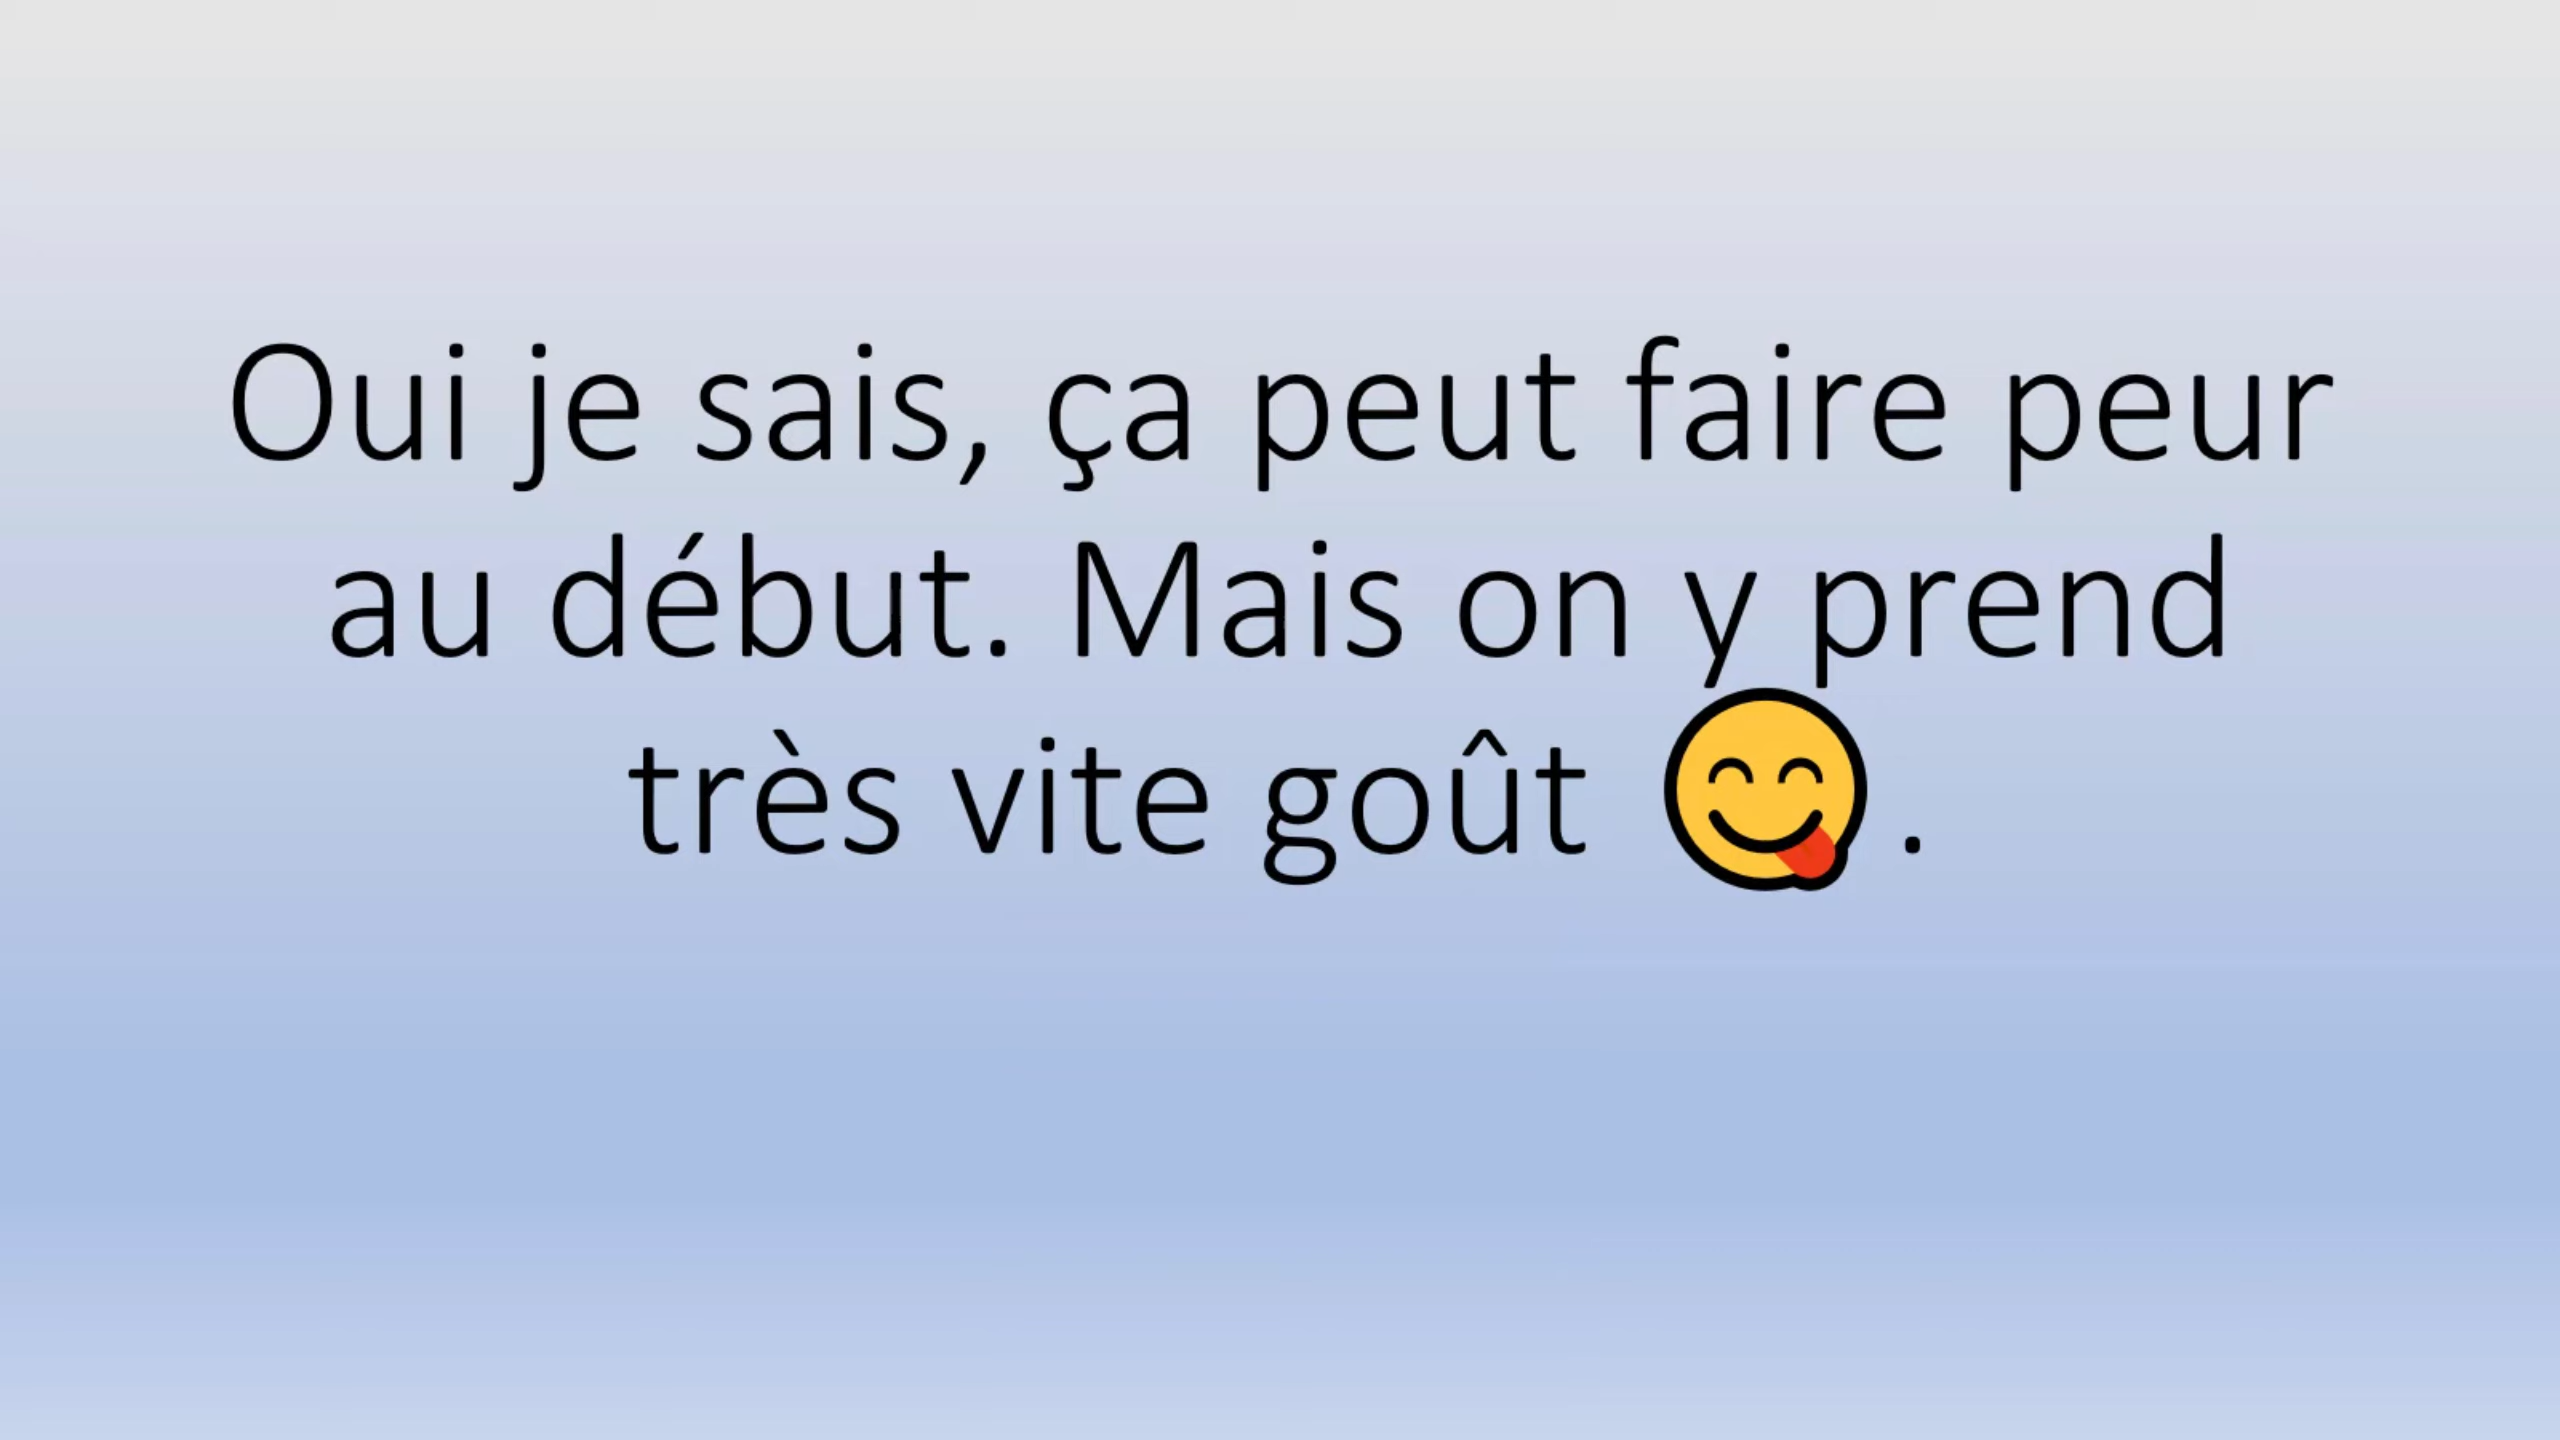 Oui je sais, ça peut faire peur
au début. Mais on y prend
très vite goût 😋.